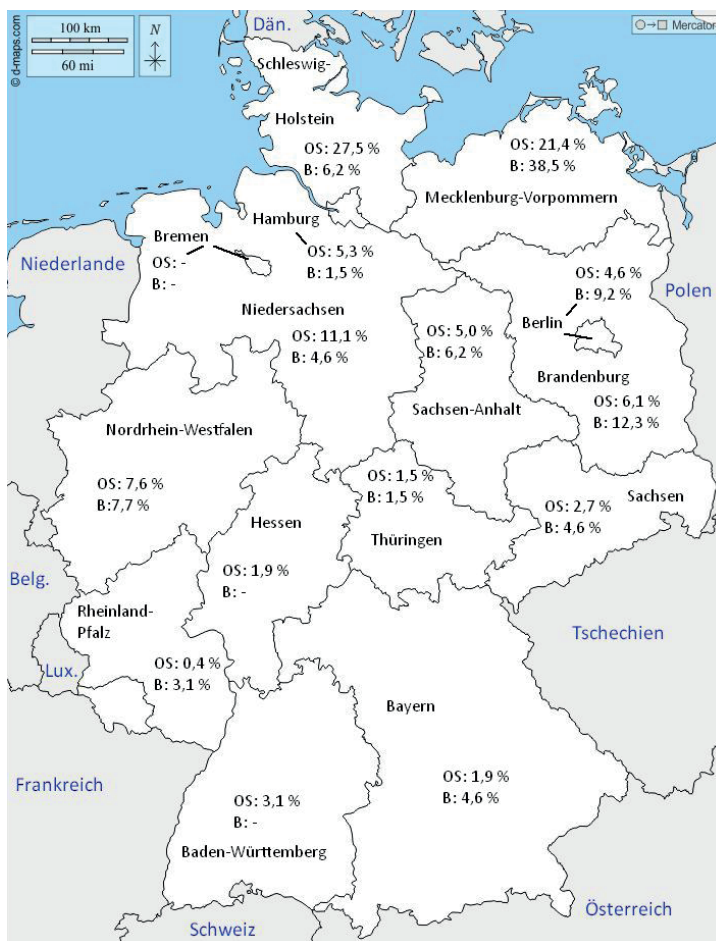 © d-maps.com
100 km
60 mi
N
Dän.
Mercator
Schleswig-
Holstein
OS: 27,5 %
B: 6,2 %
OS: 21,4 %
B: 38,5 %
Mecklenburg-Vorpommern
Hamburg
OS: 5,3 %
B: 1,5 %
Bremen
OS: -
B: -
Niederlande
Niedersachsen
OS: 11,1 %
B: 4,6 %
OS: 4,6 %
B: 9,2 %
Berlin
Polen
OS: 5,0 %
B: 6,2 %
Sachsen-Anhalt
Brandenburg
OS: 6,1 %
B: 12,3 %
Nordrhein-Westfalen
OS: 7,6 %
B:7,7 %
Hessen
OS: 1,9 %
B: -
OS: 1,5 %
B: 1,5 %
Thüringen
Sachsen
OS: 2,7 %
B: 4,6 %
Belg.
Rheinland-
Pfalz
OS: 0,4 %
B: 3,1 %
Lux.
Tschechien
Bayern
OS: 1,9 %
B: 4,6 %
Frankreich
OS: 3,1 %
B: -
Baden-Württemberg
Schweiz
Österreich